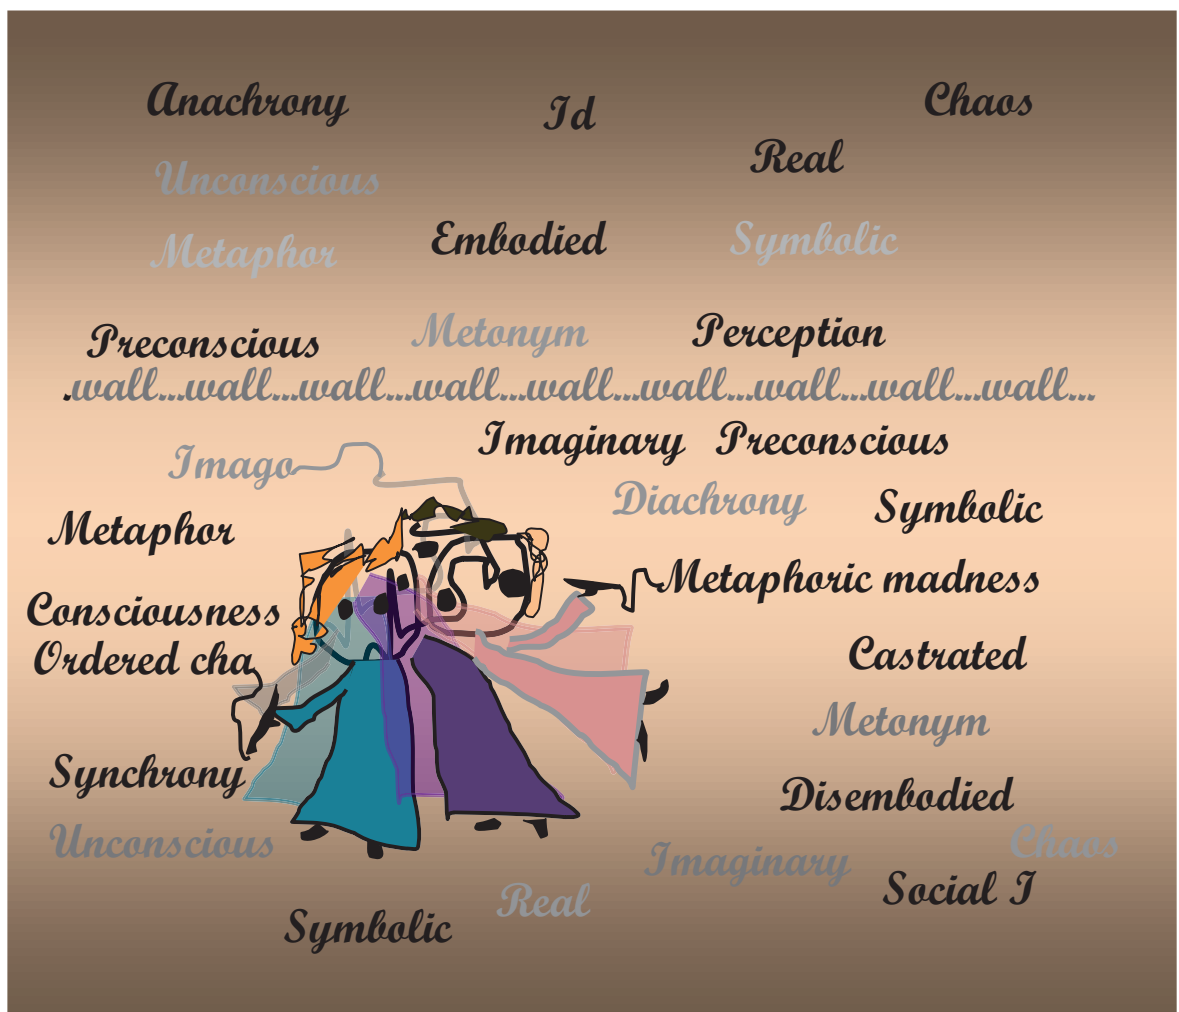 Anachrony
Id
Chaos
Real
Unconscious
Embodied
Symbolic
Metaphor
Metonym
Perception
Preconscious
.wall...wall...wall...wall...wall...wall...wall...wall...wall...
Imaginary Preconscious
Imago
Diachrony
Symbolic
Metaphor
Metaphoric madness
Consciousness
Ordered cha
Castrated
Metonym
Synchrony
Disembodied
Unconscious
Chaos
Imaginary
Social I
Real
Symbolic